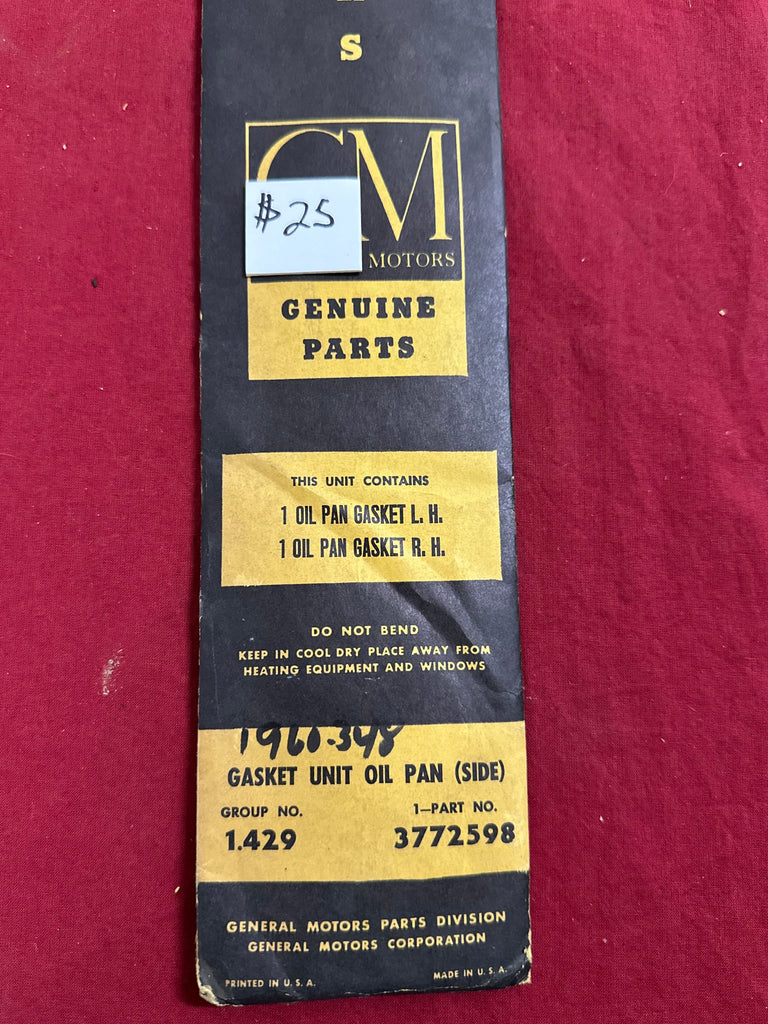 S
GM
$25
MOTORS
GENUINE
PARTS
THIS UNIT CONTAINS
1 OIL PAN GASKET L. H.
1 OIL PAN GASKET R. H.
DO NOT BEND
KEEP IN COOL DRY PLACE AWAY FROM
HEATING EQUIPMENT AND WINDOWS
1960-348
GASKET UNIT OIL PAN (SIDE)
GROUP NO. 1—PART NO.
1.429 3772598
GENERAL MOTORS PARTS DIVISION
GENERAL MOTORS CORPORATION
PRINTED IN U. S. A. MADE IN U. S. A.